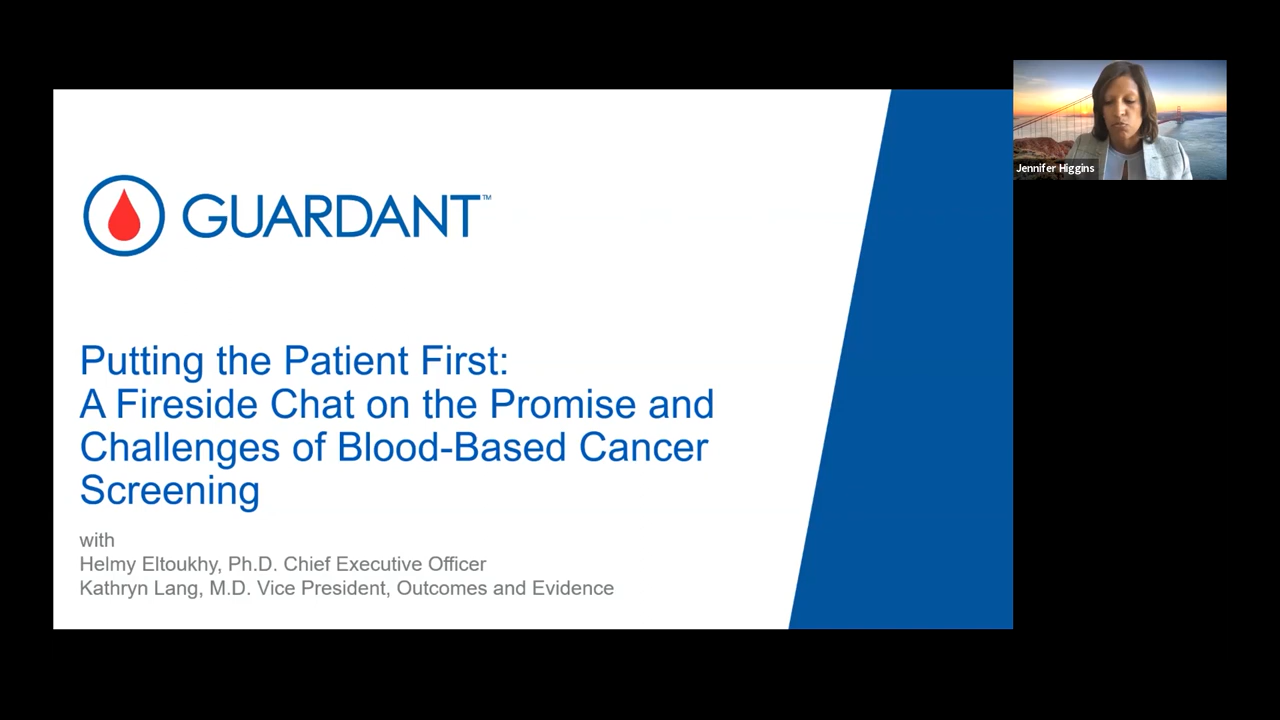 GUARDANT™
Putting the Patient First:
A Fireside Chat on the Promise and
Challenges of Blood-Based Cancer
Screening
with
Helmy Eltoukhy, Ph.D. Chief Executive Officer
Kathryn Lang, M.D. Vice President, Outcomes and Evidence
Jennifer Higgins